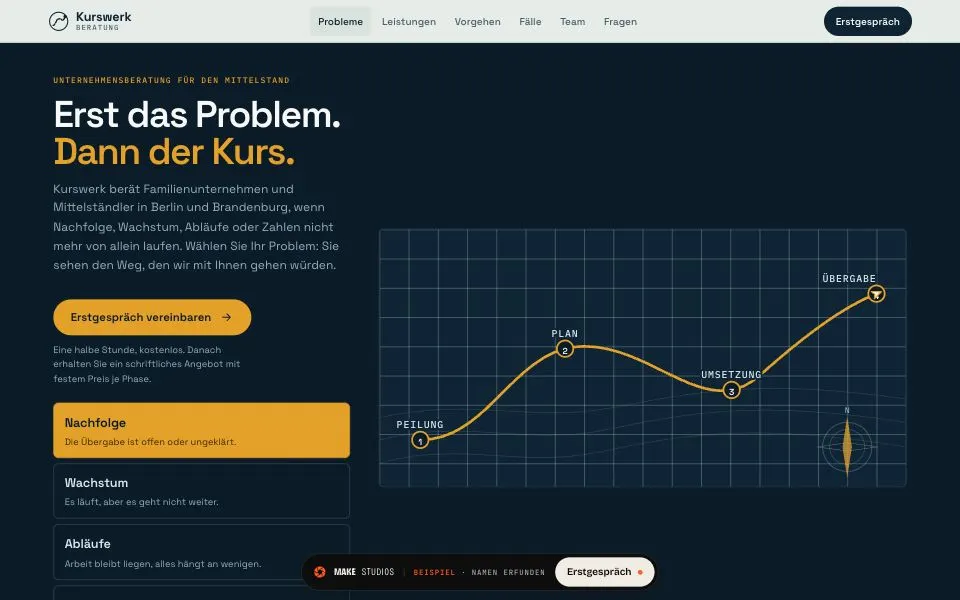 Kurswerk
BERATUNG
Probleme
Leistungen
Vorgehen
Fälle
Team
Fragen
Erstgespräch
UNTERNEHMENSBERATUNG FÜR DEN MITTELSTAND
Erst das Problem.
Dann der Kurs.
Kurswerk berät Familienunternehmen und
Mittelständler in Berlin und Brandenburg, wenn
Nachfolge, Wachstum, Abläufe oder Zahlen nicht
mehr von allein laufen. Wählen Sie Ihr Problem: Sie
sehen den Weg, den wir mit Ihnen gehen würden.
Erstgespräch vereinbaren →
Eine halbe Stunde, kostenlos. Danach
erhalten Sie ein schriftliches Angebot mit
festem Preis je Phase.
Nachfolge
Die Übergabe ist offen oder ungeklärt.
Wachstum
Es läuft, aber es geht nicht weiter.
Abläufe
Arbeit bleibt liegen, alles hängt an wenigen.
ÜBERGABE
PLAN
2
UMSETZUNG
3
PEILUNG
1
N
MAKE STUDIOS | BEISPIEL · NAMEN ERFUNDEN
Erstgespräch